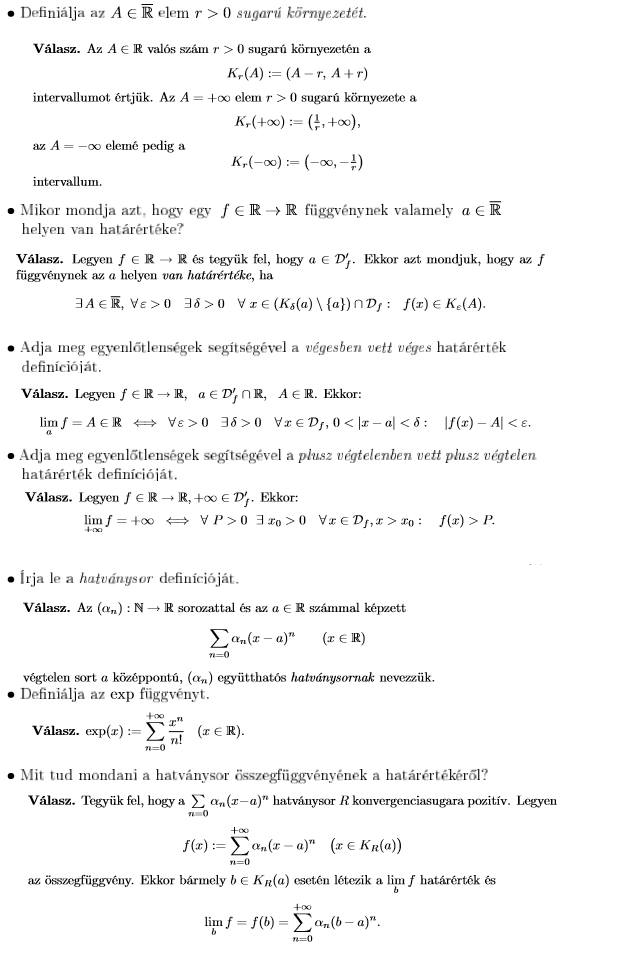 • Definiálja az $A \in \overline{\mathbb{R}}$ elem $r > 0$ sugarú környezetét.
Válasz. Az $A \in \mathbb{R}$ valós szám $r > 0$ sugarú környezetén a
$K_r(A) := (A - r, A + r)$
intervallumot értjük. Az $A = +\infty$ elem $r > 0$ sugarú környezete a
$K_r(+\infty) := \left(\frac{1}{r}, +\infty\right),$
az $A = -\infty$ elemé pedig a
$K_r(-\infty) := \left(-\infty, -\frac{1}{r}\right)$
intervallum.
• Mikor mondja azt, hogy egy $f \in \mathbb{R} \to \mathbb{R}$ függvénynek valamely $a \in \overline{\mathbb{R}}$
helyen van határértéke?
Válasz. Legyen $f \in \mathbb{R} \to \mathbb{R}$ és tegyük fel, hogy $a \in \mathcal{D}'_f$. Ekkor azt mondjuk, hogy az $f$
függvénynek az $a$ helyen van határértéke, ha
$\exists A \in \overline{\mathbb{R}}, \forall \varepsilon > 0 \quad \exists \delta > 0 \quad \forall x \in (K_\delta(a) \setminus \{a\}) \cap \mathcal{D}_f : \quad f(x) \in K_\varepsilon(A).$
• Adja meg egyenlőtlenségek segítségével a végesben vett véges határérték
definícióját.
Válasz. Legyen $f \in \mathbb{R} \to \mathbb{R}, \quad a \in \mathcal{D}'_f \cap \mathbb{R}, \quad A \in \mathbb{R}$. Ekkor:
$\lim_a f = A \in \mathbb{R} \iff \forall \varepsilon > 0 \quad \exists \delta > 0 \quad \forall x \in \mathcal{D}_f, 0 < |x - a| < \delta : \quad |f(x) - A| < \varepsilon.$
• Adja meg egyenlőtlenségek segítségével a plusz végtelenben vett plusz végtelen
határérték definícióját.
Válasz. Legyen $f \in \mathbb{R} \to \mathbb{R}, +\infty \in \mathcal{D}'_f$. Ekkor:
$\lim_{+\infty} f = +\infty \iff \forall P > 0 \quad \exists x_0 > 0 \quad \forall x \in \mathcal{D}_f, x > x_0 : \quad f(x) > P.$
• Írja le a hatványsor definícióját.
Válasz. Az $(\alpha_n) : \mathbb{N} \to \mathbb{R}$ sorozattal és az $a \in \mathbb{R}$ számmal képzett
$\sum_{n=0} \alpha_n (x - a)^n \qquad (x \in \mathbb{R})$
végtelen sort $a$ középpontú, $(\alpha_n)$ együtthatós hatványsornak nevezzük.
• Definiálja az exp függvényt.
Válasz. $\exp(x) := \sum_{n=0}^{+\infty} \frac{x^n}{n!} \quad (x \in \mathbb{R}).$
• Mit tud mondani a hatványsor összegfüggvényének a határértékéről?
Válasz. Tegyük fel, hogy a $\sum_{n=0} \alpha_n (x-a)^n$ hatványsor $R$ konvergenciasugara pozitív. Legyen
$f(x) := \sum_{n=0}^{+\infty} \alpha_n (x - a)^n \quad (x \in K_R(a))$
az összegfüggvény. Ekkor bármely $b \in K_R(a)$ esetén létezik a $\lim_b f$ határérték és
$\lim_b f = f(b) = \sum_{n=0}^{+\infty} \alpha_n (b - a)^n.$